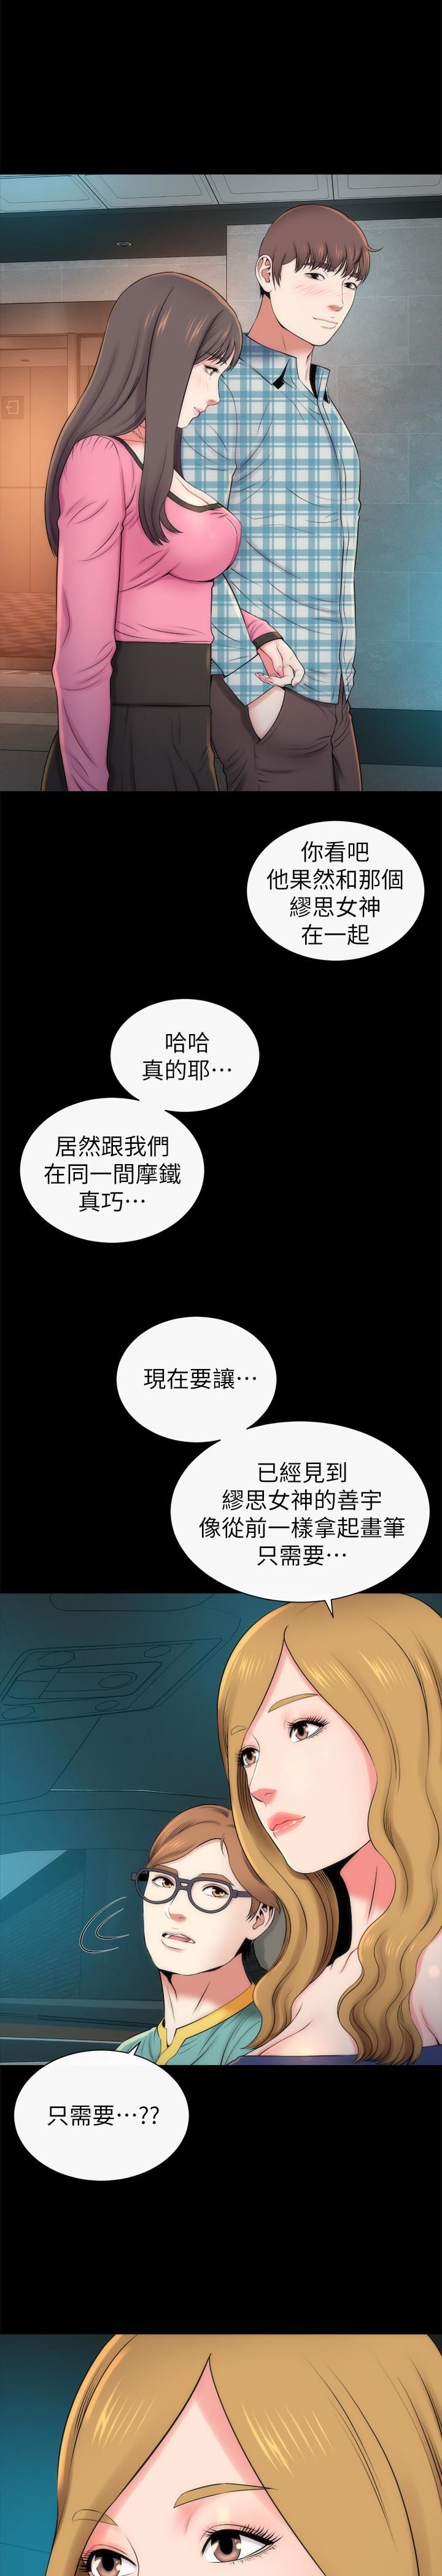 你看吧
他果然和那個
繆思女神
在一起
哈哈
真的耶⋯
居然跟我們
在同一間摩鐵
真巧⋯
現在要讓⋯
已經見到
繆思女神的善宇
像從前一樣拿起畫筆
只需要⋯
只需要⋯??